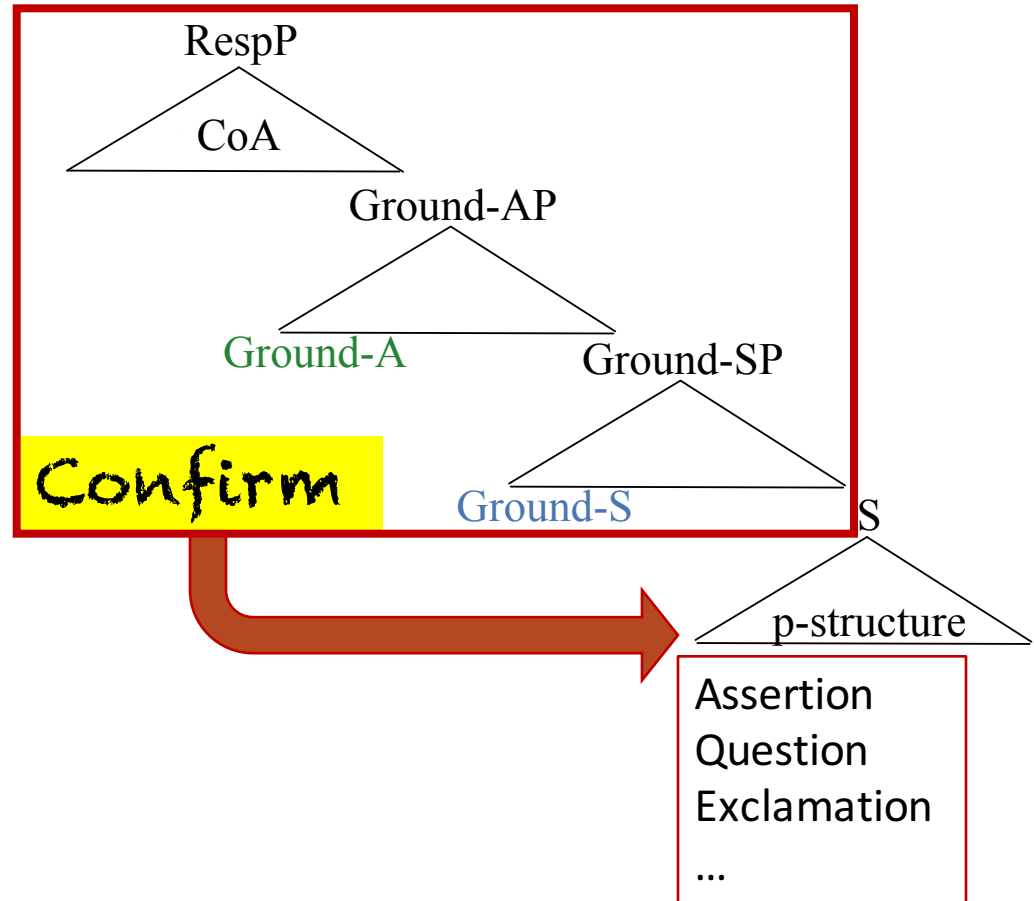 RespP
CoA
Ground-AP
Ground-A
Ground-SP
Confirm
Ground-S
S
p-structure
Assertion
Question
Exclamation
…